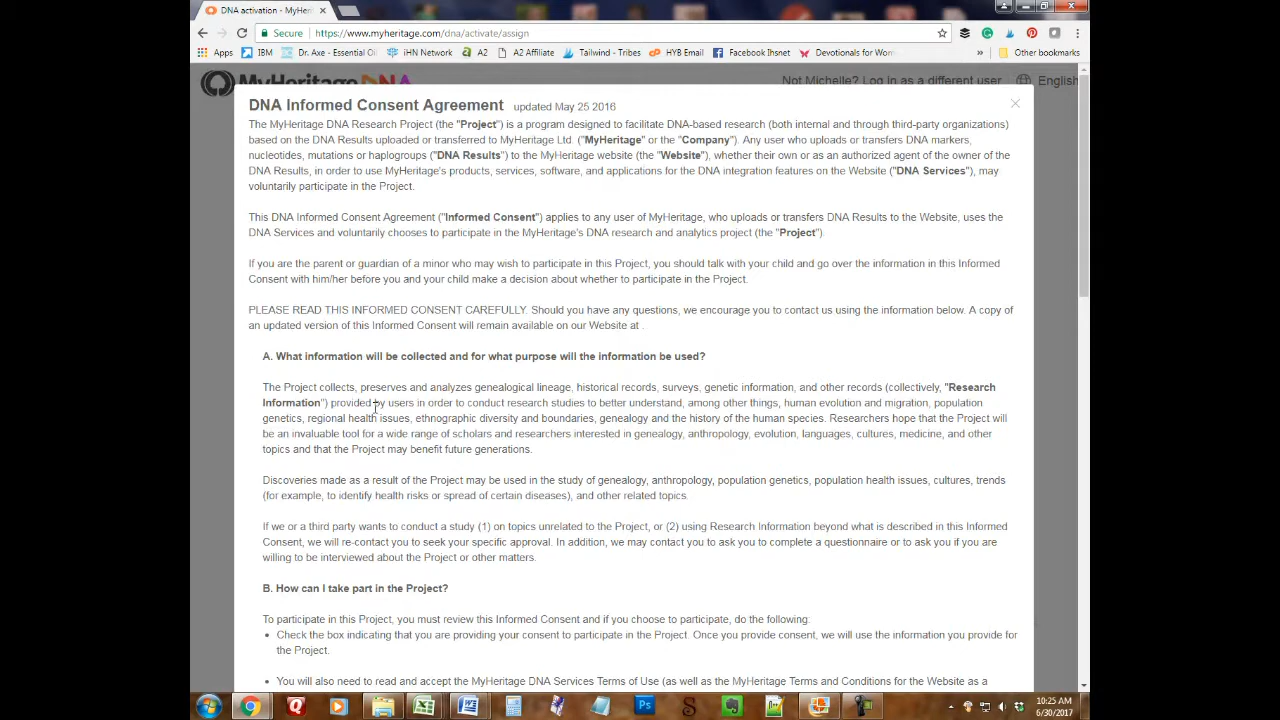 DNA activation - MyHeri
Secure https://www.myheritage.com/dna/activate/assign
Apps IBM Dr. Axe - Essential Oil iHN Network A2 A2 Affiliate Tailwind - Tribes HYB Email Facebook Ihsnet Devotionals for Wom » Other bookmarks
MyHeritage DNA Not Michelle? Log in as a different user English
DNA Informed Consent Agreement updated May 25 2016
The MyHeritage DNA Research Project (the "Project") is a program designed to facilitate DNA-based research (both internal and through third-party organizations)
based on the DNA Results uploaded or transferred to MyHeritage Ltd. ("MyHeritage" or the "Company"). Any user who uploads or transfers DNA markers,
nucleotides, mutations or haplogroups ("DNA Results") to the MyHeritage website (the "Website"), whether their own or as an authorized agent of the owner of the
DNA Results, in order to use MyHeritage's products, services, software, and applications for the DNA integration features on the Website ("DNA Services"), may
voluntarily participate in the Project.
This DNA Informed Consent Agreement ("Informed Consent") applies to any user of MyHeritage, who uploads or transfers DNA Results to the Website, uses the
DNA Services and voluntarily chooses to participate in the MyHeritage's DNA research and analytics project (the "Project").
If you are the parent or guardian of a minor who may wish to participate in this Project, you should talk with your child and go over the information in this Informed
Consent with him/her before you and your child make a decision about whether to participate in the Project.
PLEASE READ THIS INFORMED CONSENT CAREFULLY. Should you have any questions, we encourage you to contact us using the information below. A copy of
an updated version of this Informed Consent will remain available on our Website at .
A. What information will be collected and for what purpose will the information be used?
The Project collects, preserves and analyzes genealogical lineage, historical records, surveys, genetic information, and other records (collectively, "Research
Information") provided by users in order to conduct research studies to better understand, among other things, human evolution and migration, population
genetics, regional health issues, ethnographic diversity and boundaries, genealogy and the history of the human species. Researchers hope that the Project will
be an invaluable tool for a wide range of scholars and researchers interested in genealogy, anthropology, evolution, languages, cultures, medicine, and other
topics and that the Project may benefit future generations.
Discoveries made as a result of the Project may be used in the study of genealogy, anthropology, population genetics, population health issues, cultures, trends
(for example, to identify health risks or spread of certain diseases), and other related topics.
If we or a third party wants to conduct a study (1) on topics unrelated to the Project, or (2) using Research Information beyond what is described in this Informed
Consent, we will re-contact you to seek your specific approval. In addition, we may contact you to ask you to complete a questionnaire or to ask you if you are
willing to be interviewed about the Project or other matters.
B. How can I take part in the Project?
To participate in this Project, you must review this Informed Consent and if you choose to participate, do the following:
• Check the box indicating that you are providing your consent to participate in the Project. Once you provide consent, we will use the information you provide for
the Project.
• You will also need to read and accept the MyHeritage DNA Services Terms of Use (as well as the MyHeritage Terms and Conditions for the Website as a
10:25 AM
6/30/2017